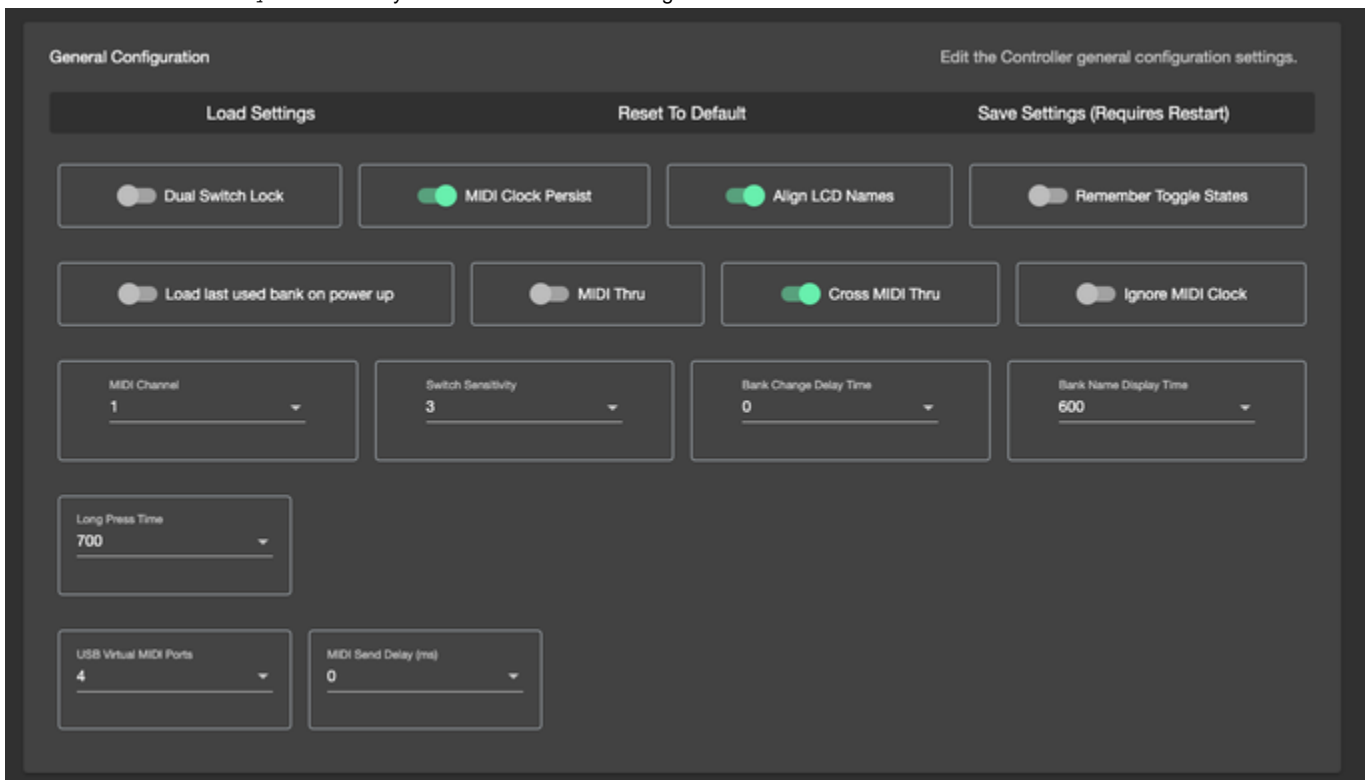 General Configuration Edit the Controller general configuration settings.
Load Settings Reset To Default Save Settings (Requires Restart)
Dual Switch Lock MIDI Clock Persist Align LCD Names Remember Toggle States
Load last used bank on power up MIDI Thru Cross MIDI Thru Ignore MIDI Clock
MIDI Channel Switch Sensitivity Bank Change Delay Time Bank Name Display Time
1 3 0 600
Long Press Time
700
USB Virtual MIDI Ports MIDI Send Delay (ms)
4 0